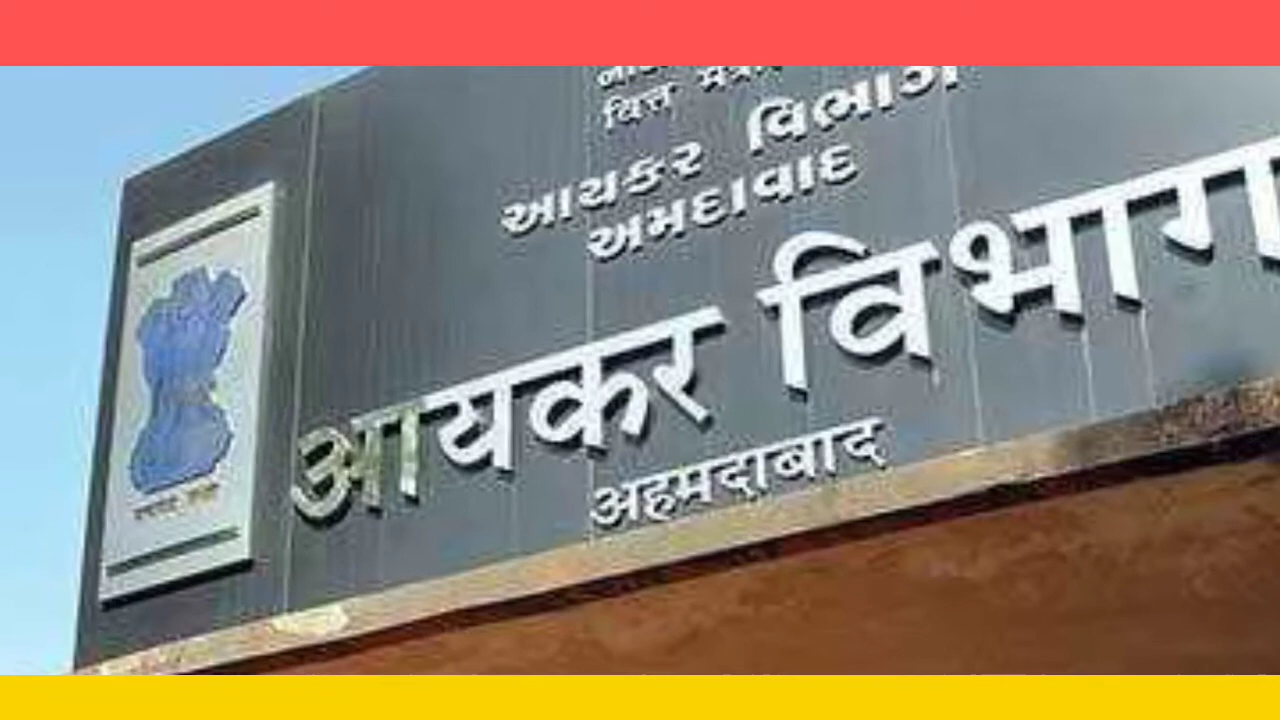 વિત્ત
આયકર વિભાગ
અમદાવાદ
आयकर विभाग
अहमदाबाद